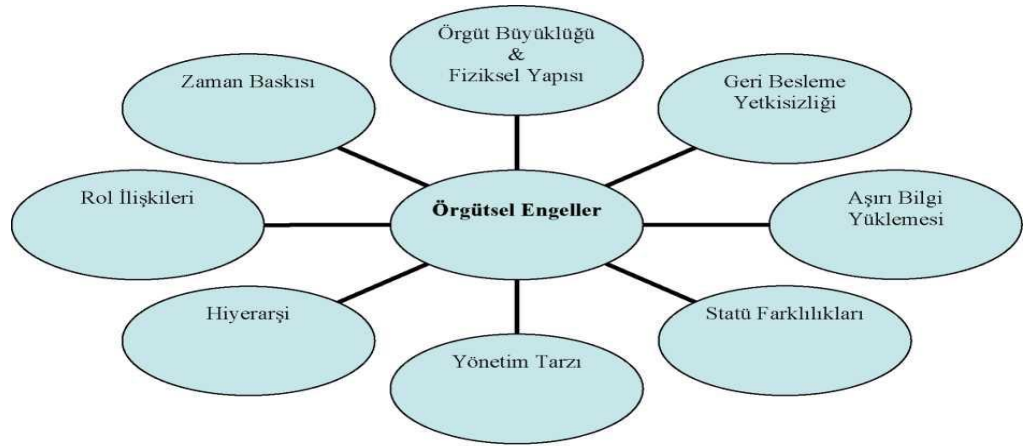 Örgüt Büyüklüğü
&
Fiziksel Yapısı
Zaman Baskısı
Geri Besleme
Yetkisizliği
Rol İlişkileri
Örgütsel Engeller
Aşırı Bilgi
Yüklemesi
Hiyerarşi
Statü Farklılıkları
Yönetim Tarzı